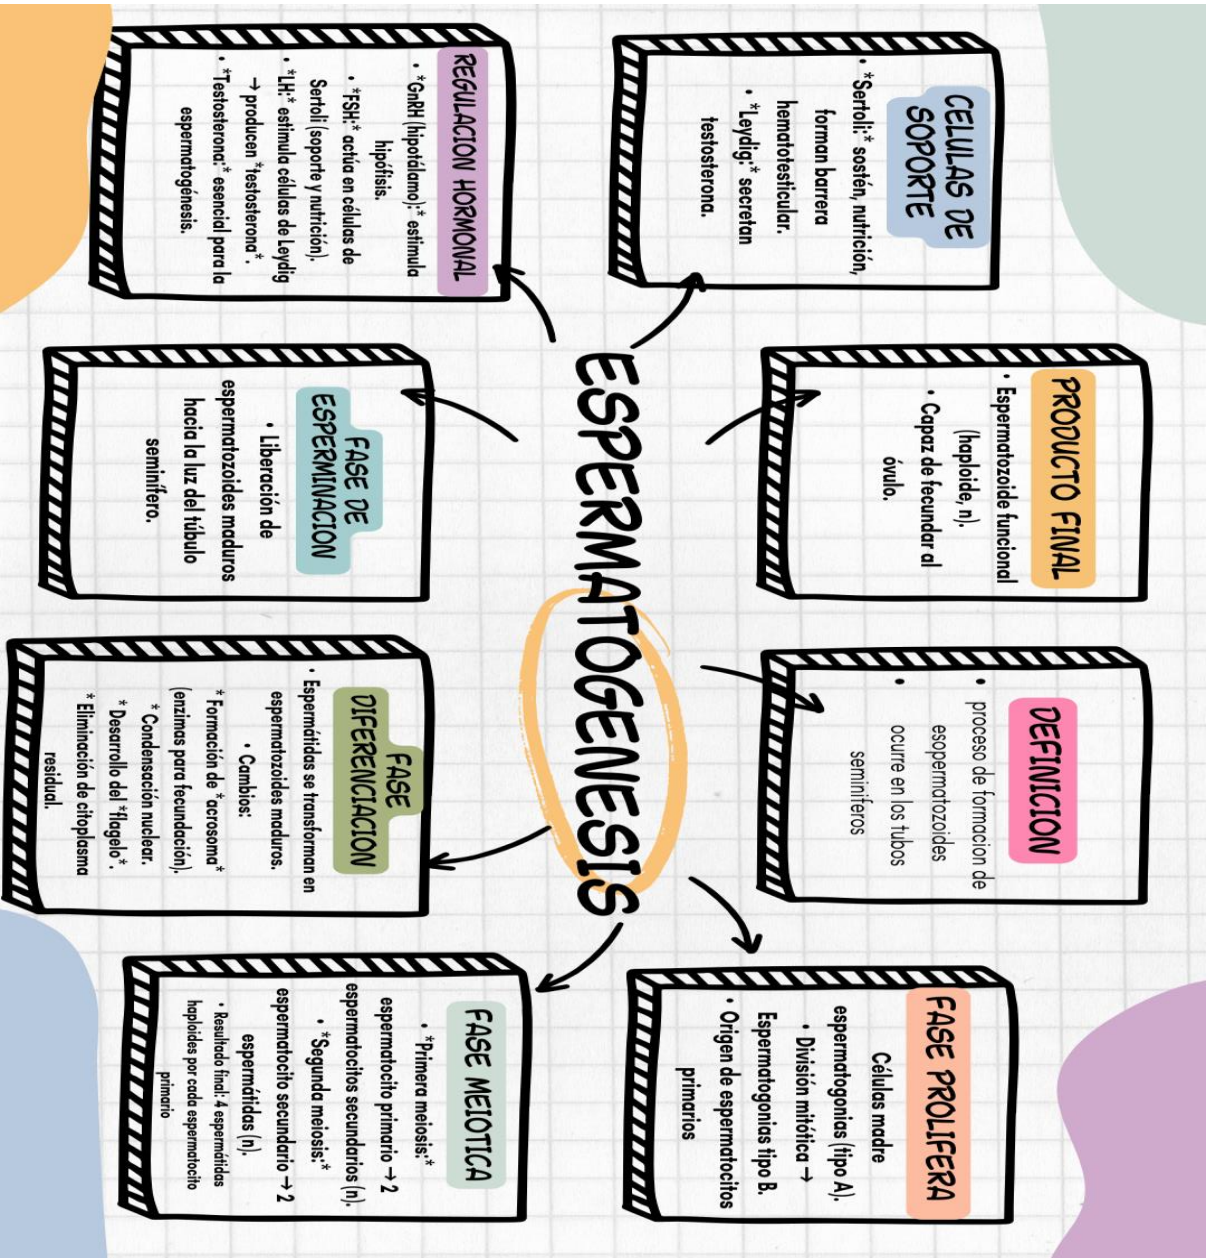 CELULAS DE
SOPORTE
• *Sertoli:* sostén, nutrición,
forman barrera
hematotesticular.
• *Leydig:* secretan
testosterona.
PRODUCTO FINAL
• Espermatozoide funcional
(haploide, n).
• Capaz de fecundar al
óvulo.
DEFINICION
• proceso de formacion de
esopermatozoides
• ocurre en los tubos
seminiferos
FASE PROLIFERA
Células madre
espermatogonias (tipo A).
• División mitótica →
Espermatogonias tipo B.
• Origen de espermatocitos
primarios
ESPERMATOGENESIS
REGULACION HORMONAL
• *GnRH (hipotálamo):* estimula
hipófisis.
• *FSH:* actúa en células de
Sertoli (soporte y nutrición).
• *LH:* estimula células de Leydig
→ producen *testosterona*.
• *Testosterona:* esencial para la
espermatogénesis.
FASE DE
ESPERMINACION
• Liberación de
espermatozoides maduros
hacia la luz del túbulo
seminífero.
FASE
DIFERENCIACION
• Espermátidas se transforman en
espermatozoides maduros.
• Cambios:
* Formación de *acrosoma*
(enzimas para fecundación).
* Condensación nuclear.
* Desarrollo del *flagelo*.
* Eliminación de citoplasma
residual.
FASE MEIOTICA
• *Primera meiosis:*
espermatocito primario → 2
espermatocitos secundarios (n).
• *Segunda meiosis:*
espermatocito secundario → 2
espermátidas (n).
• Resultado final: 4 espermátidas
haploides por cada espermatocito
primario